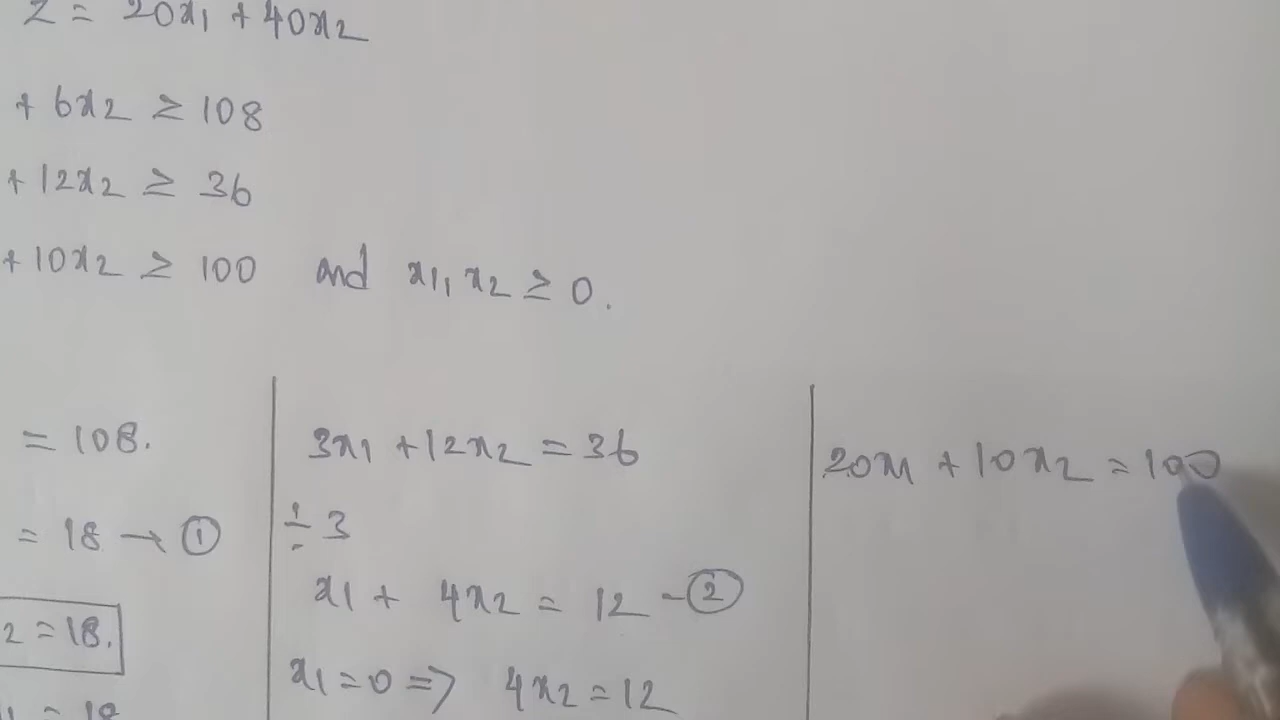 Z = 20x1 + 40x2
+ 6x2 ≥ 108
+ 12x2 ≥ 36
+ 10x2 ≥ 100 and x1, x2 ≥ 0.
= 108.
= 18 → ①
2 = 18.
3x1 + 12x2 = 36
÷ 3
x1 + 4x2 = 12 - ②
x1 = 0 => 4x2 = 12
20x1 + 10x2 = 100